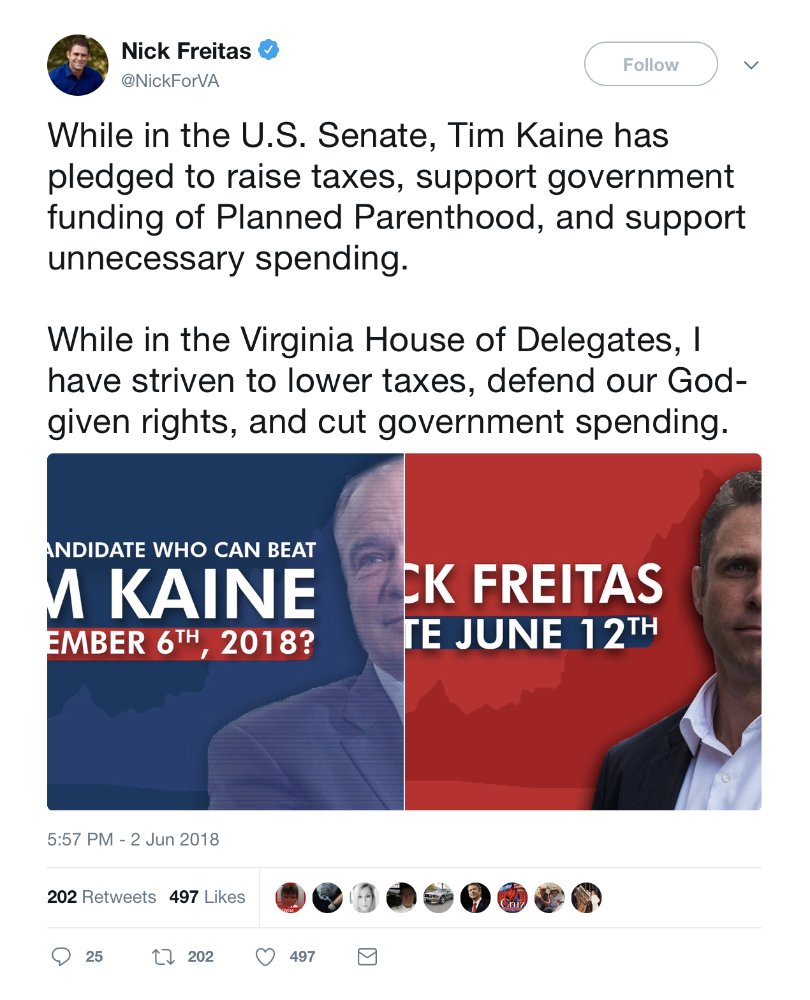 Nick Freitas
@NickForVA
Follow
While in the U.S. Senate, Tim Kaine has
pledged to raise taxes, support government
funding of Planned Parenthood, and support
unnecessary spending.
While in the Virginia House of Delegates, I
have striven to lower taxes, defend our God-
given rights, and cut government spending.
ANDIDATE WHO CAN BEAT
M KAINE
EMBER 6TH, 2018?
CK FREITAS
TE JUNE 12TH
5:57 PM - 2 Jun 2018
202 Retweets 497 Likes
Cruz
25 202 497